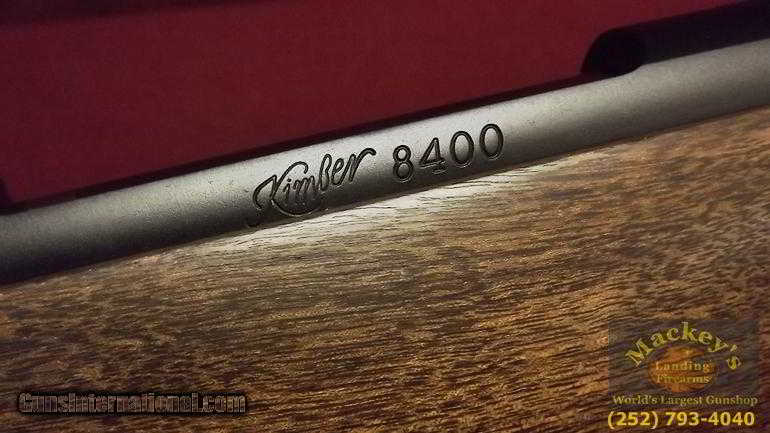 Kimber 8400
Mackey's
Landing
Firearms
World's Largest Gunshop
(252) 793-4040
GunsInternational.com